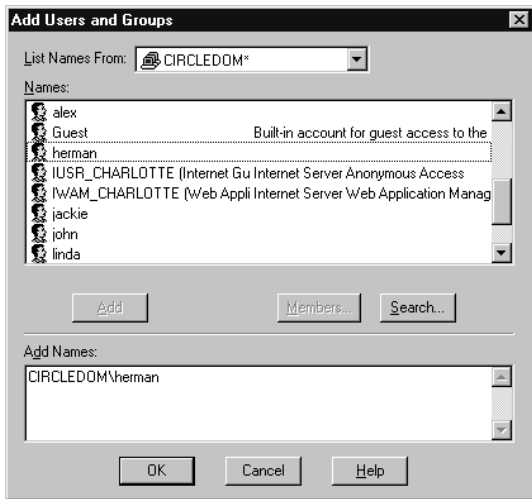 Add Users and Groups
List Names From: CIRCLEDOM*
Names:
alex
Guest Built-in account for guest access to the
herman
IUSR_CHARLOTTE (Internet Gu Internet Server Anonymous Access
IWAM_CHARLOTTE (Web Appli Internet Server Web Application Manag
jackie
john
linda
Add Members... Search...
Add Names:
CIRCLEDOM\herman
OK Cancel Help